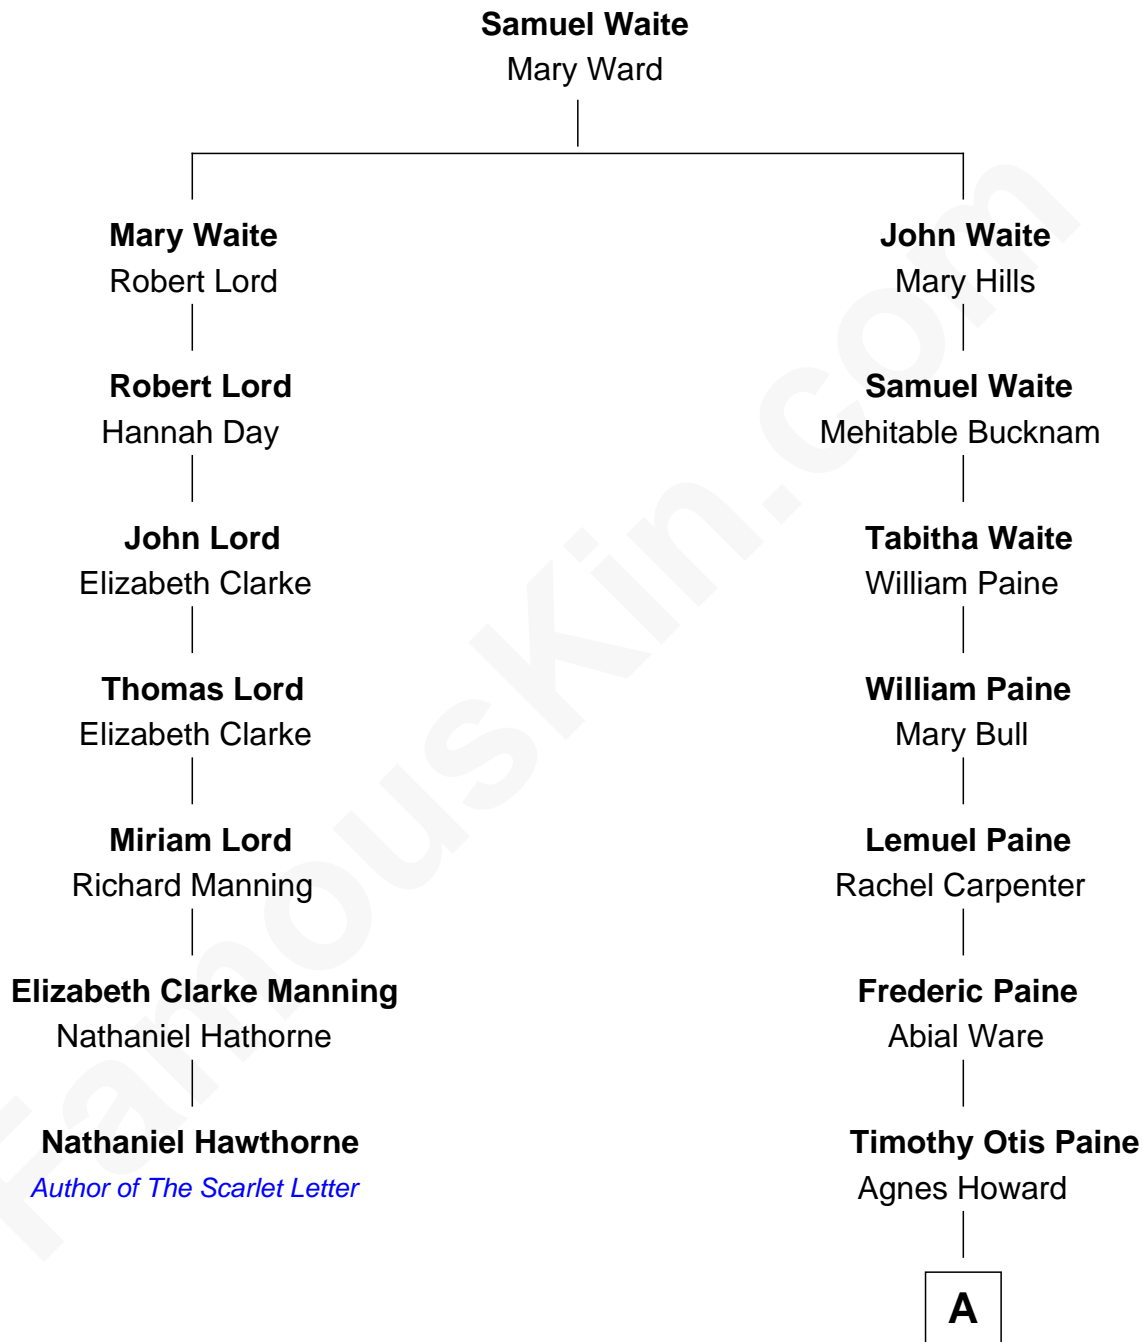 Samuel Waite
Mary Ward
Mary Waite
Robert Lord
John Waite
Mary Hills
Robert Lord
Hannah Day
Samuel Waite
Mehitable Bucknam
John Lord
Elizabeth Clarke
Tabitha Waite
William Paine
Thomas Lord
Elizabeth Clarke
William Paine
Mary Bull
Miriam Lord
Richard Manning
Lemuel Paine
Rachel Carpenter
Elizabeth Clarke Manning
Nathaniel Hathorne
Frederic Paine
Abial Ware
Nathaniel Hawthorne
Author of The Scarlet Letter
Timothy Otis Paine
Agnes Howard
A
FamousKin.com